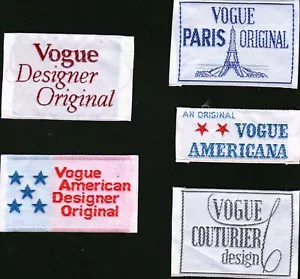 Vogue
Designer
Original
VOGUE
PARIS ORIGINAL
AN ORIGINAL
VOGUE
AMERICANA
Vogue
American
Designer
Original
VOGUE
COUTURIER
design